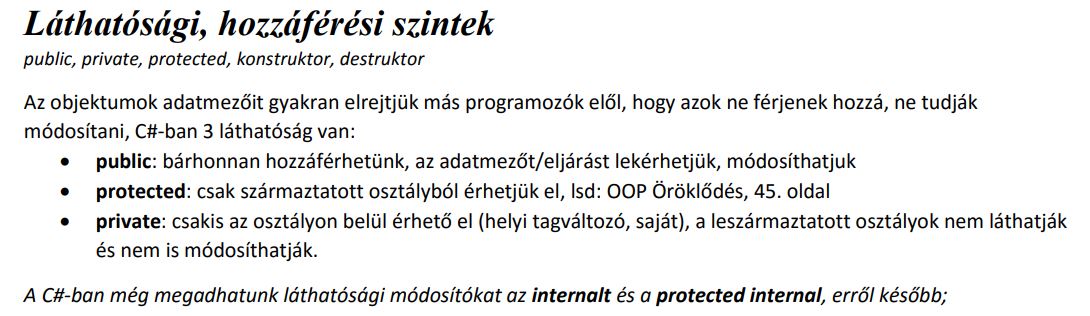 Láthatósági, hozzáférési szintek
public, private, protected, konstruktor, destruktor
Az objektumok adatmezőit gyakran elrejtjük más programozók elől, hogy azok ne férjenek hozzá, ne tudják
módosítani, C#-ban 3 láthatóság van:
• public: bárhonnan hozzáférhetünk, az adatmezőt/eljárást lekérhetjük, módosíthatjuk
• protected: csak származtatott osztályból érhetjük el, lsd: OOP Öröklődés, 45. oldal
• private: csakis az osztályon belül érhető el (helyi tagváltozó, saját), a leszármaztatott osztályok nem láthatják
és nem is módosíthatják.
A C#-ban még megadhatunk láthatósági módosítókat az internalt és a protected internal, erről később;